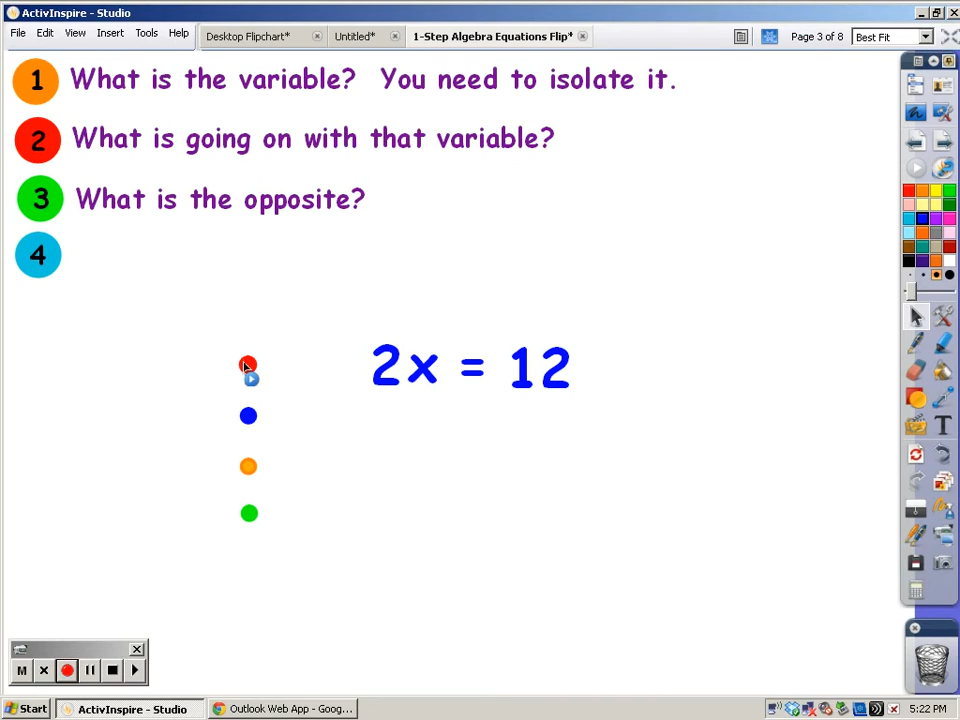 ActivInspire - Studio
File Edit View Insert Tools Help
Desktop Flipchart* Untitled* 1-Step Algebra Equations Flip* Page 3 of 8 Best Fit
1 What is the variable? You need to isolate it.
2 What is going on with that variable?
3 What is the opposite?
4
2x = 12
M
Start ActivInspire - Studio Outlook Web App - Goog... 5:22 PM